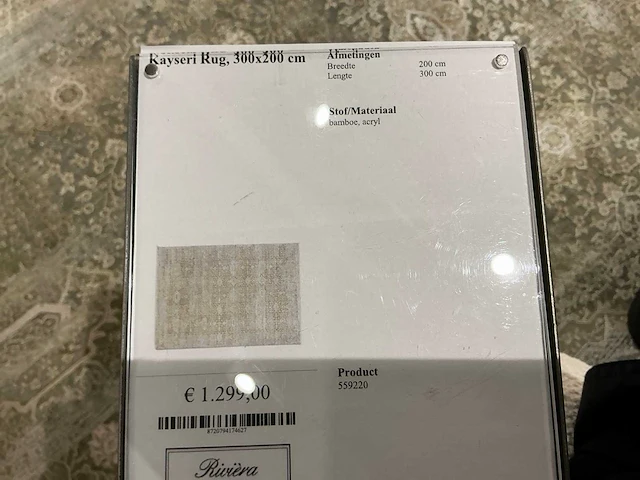 Kayseri Rug, 300x200 cm
Afmetingen
Breedte 200 cm
Lengte 300 cm
Stof/Materiaal
bamboe, acryl
Product
559220
€ 1.299,00
8720794174627
Rivièra